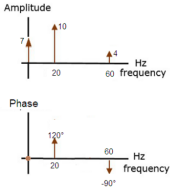 Amplitude
10
7
4
Hz
20
60 frequency
Phase
120°
60
Hz
frequency
20
-90°